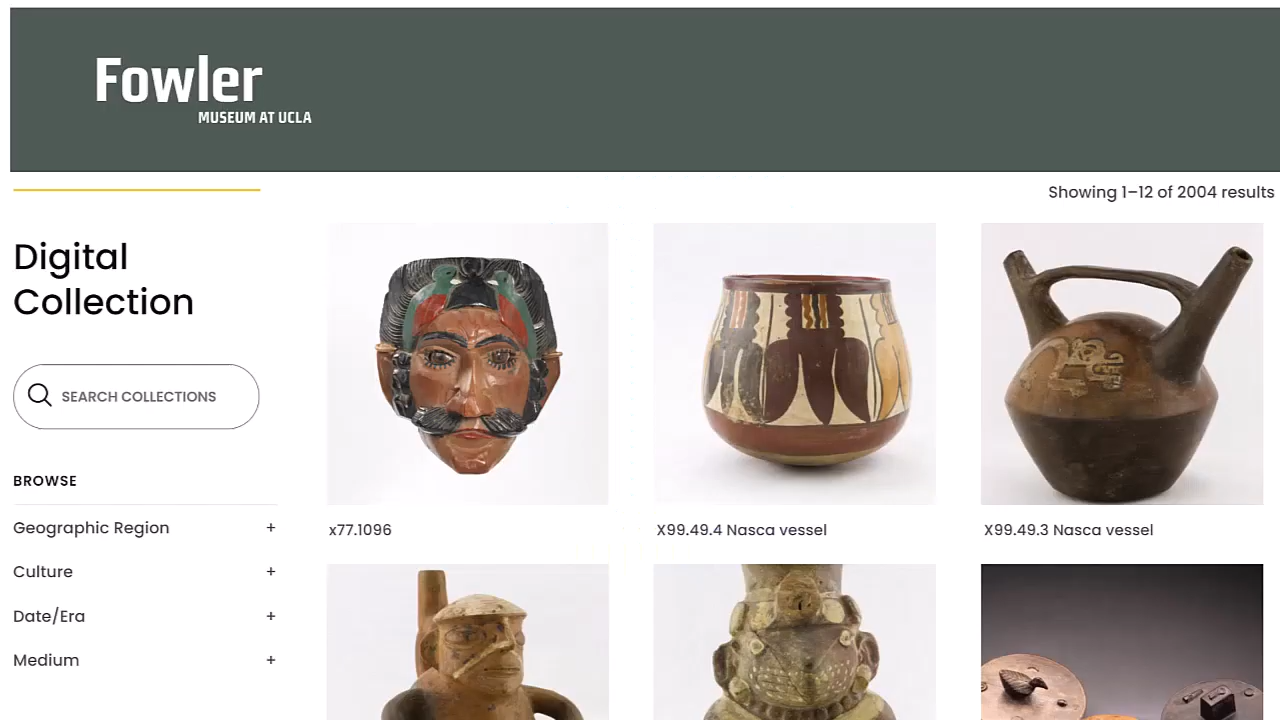 Fowler
MUSEUM AT UCLA
Showing 1–12 of 2004 results
Digital
Collection
SEARCH COLLECTIONS
BROWSE
Geographic Region +
Culture +
Date/Era +
Medium +
x77.1096
X99.49.4 Nasca vessel
X99.49.3 Nasca vessel